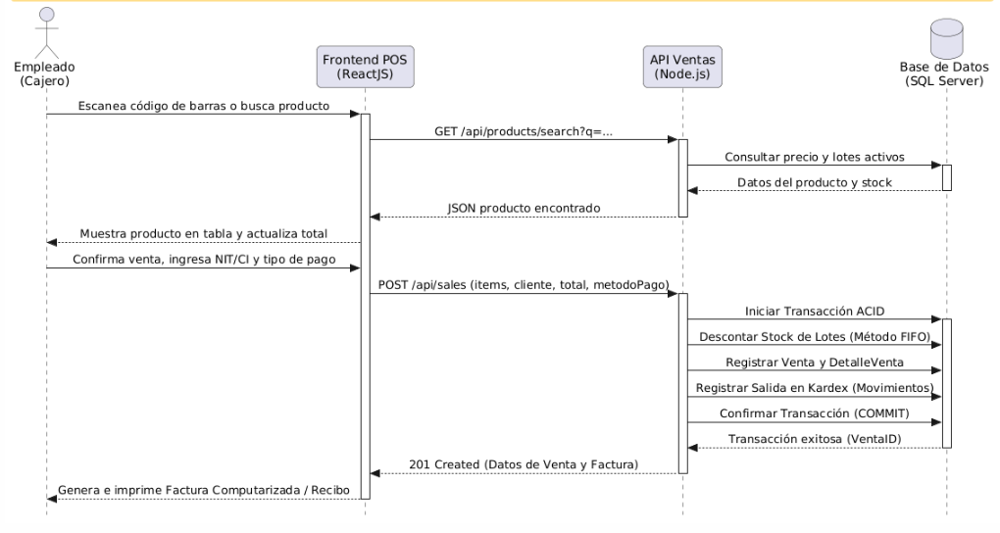 Empleado
(Cajero)
Frontend POS
(ReactJS)
API Ventas
(Node.js)
Base de Datos
(SQL Server)
Escanea código de barras o busca producto
GET /api/products/search?q=...
Consultar precio y lotes activos
Datos del producto y stock
JSON producto encontrado
Muestra producto en tabla y actualiza total
Confirma venta, ingresa NIT/CI y tipo de pago
POST /api/sales (items, cliente, total, metodoPago)
Iniciar Transacción ACID
Descontar Stock de Lotes (Método FIFO)
Registrar Venta y DetalleVenta
Registrar Salida en Kardex (Movimientos)
Confirmar Transacción (COMMIT)
Transacción exitosa (VentaID)
201 Created (Datos de Venta y Factura)
Genera e imprime Factura Computarizada / Recibo